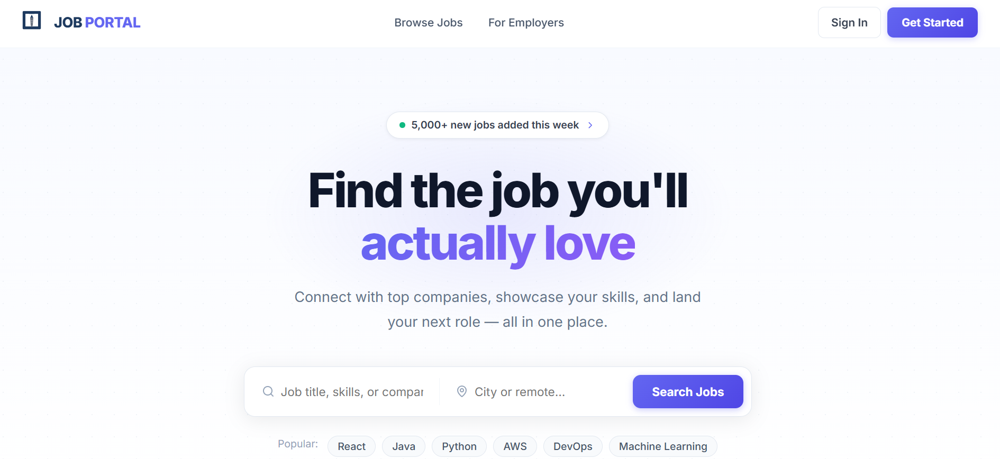 JOB PORTAL
Browse Jobs
For Employers
Sign In
Get Started
5,000+ new jobs added this week
Find the job you'll
actually love
Connect with top companies, showcase your skills, and land
your next role — all in one place.
Job title, skills, or compar
City or remote...
Search Jobs
Popular:
React
Java
Python
AWS
DevOps
Machine Learning